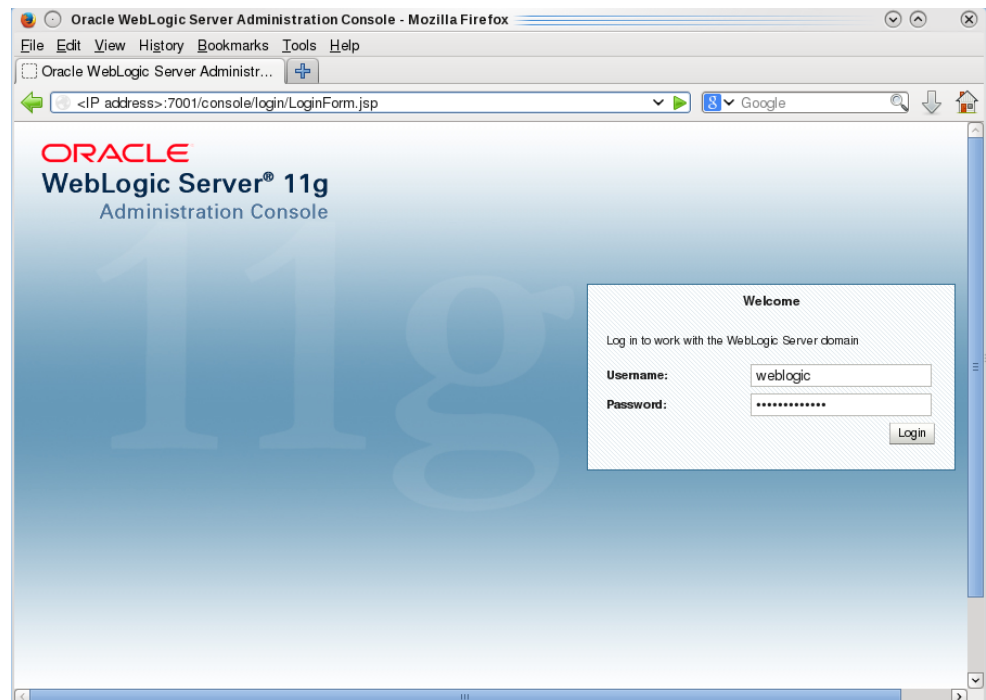 Oracle WebLogic Server Administration Console - Mozilla Firefox
File Edit View History Bookmarks Tools Help
Oracle WebLogic Server Administr...
<IP address>:7001/console/login/LoginForm.jsp
Google
ORACLE
WebLogic Server® 11g
Administration Console
11g
Welcome
Log in to work with the WebLogic Server domain
Username: weblogic
Password: •••••••••••••
Login